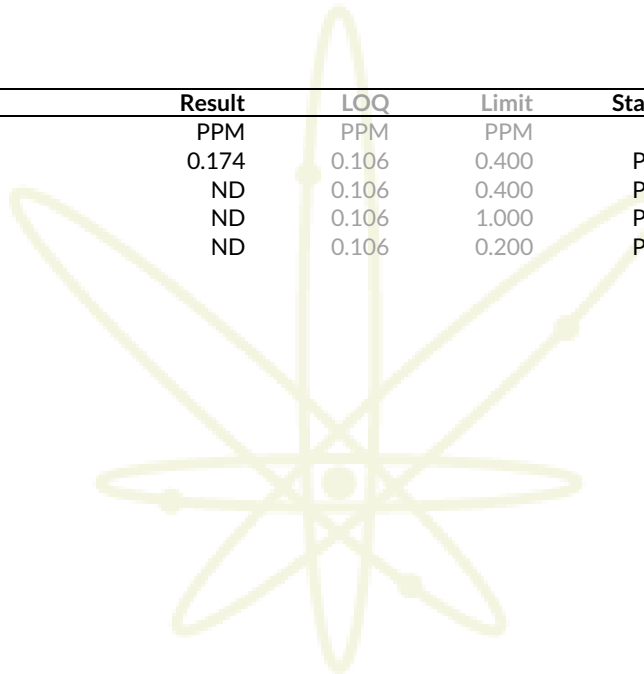 Result LOQ Limit Sta
PPM PPM PPM
0.174 0.106 0.400 P
ND 0.106 0.400 P
ND 0.106 1.000 P
ND 0.106 0.200 P